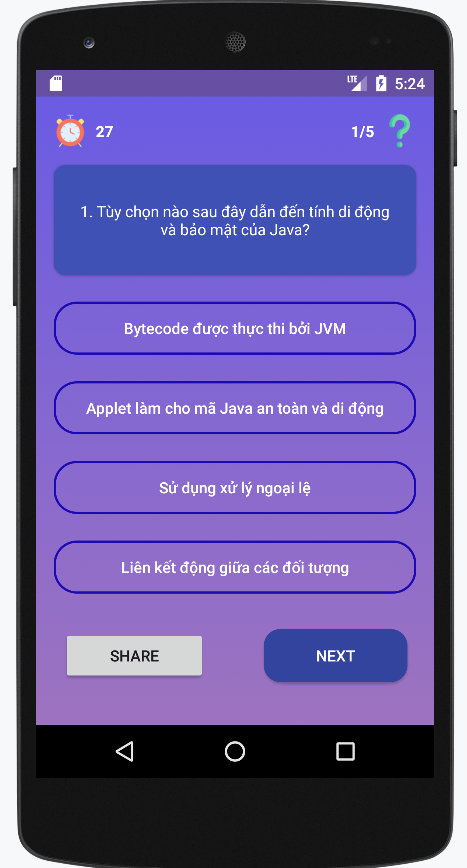 LTE 5:24
27 1/5
1. Tùy chọn nào sau đây dẫn đến tính di động
và bảo mật của Java?
Bytecode được thực thi bởi JVM
Applet làm cho mã Java an toàn và di động
Sử dụng xử lý ngoại lệ
Liên kết động giữa các đối tượng
SHARE NEXT